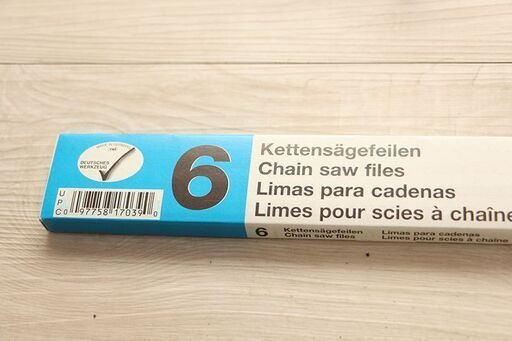 DEUTSCHES
WERKZEUG
6
Kettensägefeilen
Chain saw files
Limas para cadenas
Limes pour scies à chaîne
UPC
0 97758 17039 0
6 Kettensägefeilen Limas para cadenas
Chain saw files Limes pour scies à chaîne